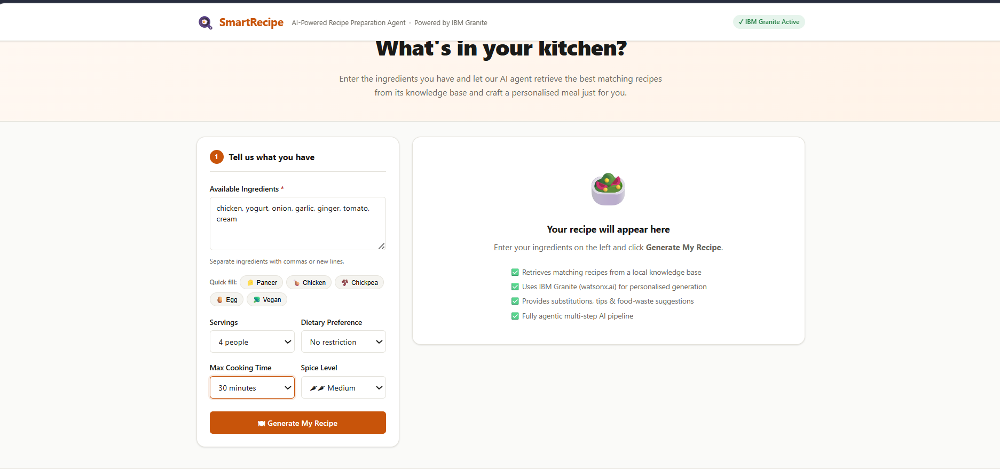 SmartRecipe AI-Powered Recipe Preparation Agent · Powered by IBM Granite
✓ IBM Granite Active
What's in your kitchen?
Enter the ingredients you have and let our AI agent retrieve the best matching recipes
from its knowledge base and craft a personalised meal just for you.
1 Tell us what you have
Available Ingredients *
chicken, yogurt, onion, garlic, ginger, tomato,
cream
Separate ingredients with commas or new lines.
Quick fill: Paneer Chicken Chickpea
Egg Vegan
Servings Dietary Preference
4 people No restriction
Max Cooking Time Spice Level
30 minutes 🌶🌶 Medium
🍽 Generate My Recipe
Your recipe will appear here
Enter your ingredients on the left and click Generate My Recipe.
✅ Retrieves matching recipes from a local knowledge base
✅ Uses IBM Granite (watsonx.ai) for personalised generation
✅ Provides substitutions, tips & food-waste suggestions
✅ Fully agentic multi-step AI pipeline